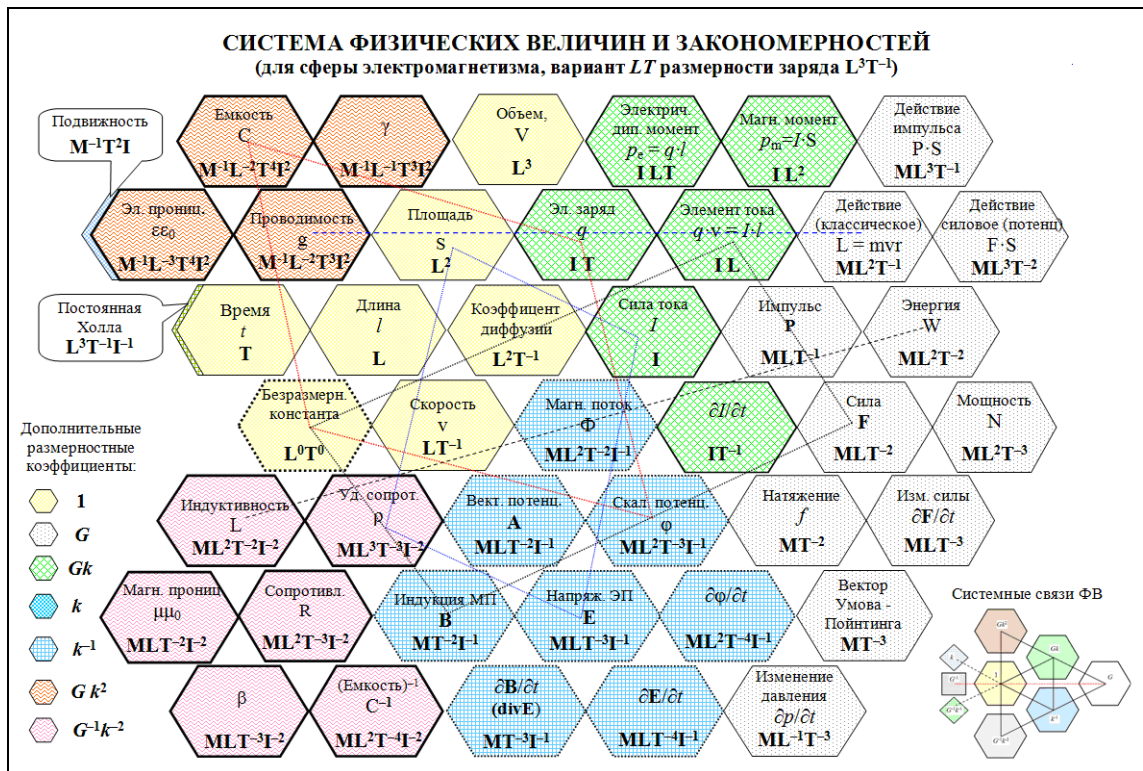 СИСТЕМА ФИЗИЧЕСКИХ ВЕЛИЧИН И ЗАКОНОМЕРНОСТЕЙ
(для сферы электромагнетизма, вариант LT размерности заряда L³T⁻¹)
Подвижность
M⁻¹T²I
Емкость
C
M⁻¹L⁻²T⁴I²
γ
M⁻¹L⁻¹T³I²
Объем,
V
L³
Электрич.
дип. момент
pₑ = q·l
I LT
Магн. момент
pₘ=I·S
I L²
Действие
импульса
P·S
ML³T⁻¹
Эл. прониц.
εε₀
M⁻¹L⁻³T⁴I²
Проводимость
g
M⁻¹L⁻²T³I²
Площадь
S
L²
Эл. заряд
q
I T
Элемент тока
q·v = I·l
I L
Действие
(классическое)
L = mvr
ML²T⁻¹
Действие
силовое (потенц)
F·S
ML³T⁻²
Постоянная
Холла
L³T⁻¹I⁻¹
Время
t
T
Длина
l
L
Коэффицент
диффузии
L²T⁻¹
Сила тока
I
I
Импульс
P
MLT⁻¹
Энергия
W
ML²T⁻²
Безразмерн.
константа
L⁰T⁰
Скорость
v
LT⁻¹
Магн. поток
Φ
ML²T⁻²I⁻¹
∂I/∂t
IT⁻¹
Сила
F
MLT⁻²
Мощность
N
ML²T⁻³
Дополнительные
размерностные
коэффициенты:
1
G
Gk
k
k⁻¹
G k²
G⁻¹k⁻²
Индуктивность
L
ML²T⁻²I⁻²
Уд. сопрот.
ρ
ML³T⁻³I⁻²
Вект. потенц.
A
MLT⁻²I⁻¹
Скал. потенц.
φ
ML²T⁻³I⁻¹
Натяжение
f
MT⁻²
Изм. силы
∂F/∂t
MLT⁻³
Магн. прониц
μμ₀
MLT⁻²I⁻²
Сопротивл.
R
ML²T⁻³I⁻²
Индукция МП
B
MT⁻²I⁻¹
Напряж. ЭП
E
MLT⁻³I⁻¹
∂φ/∂t
ML²T⁻⁴I⁻¹
Вектор
Умова -
Пойнтинга
MT⁻³
β
MLT⁻³I⁻²
(Емкость)⁻¹
C⁻¹
ML²T⁻⁴I⁻²
∂B/∂t
(divE)
MT⁻³I⁻¹
∂E/∂t
MLT⁻⁴I⁻¹
Изменение
давления
∂p/∂t
ML⁻¹T⁻³
Системные связи ФВ
Gk
1
G